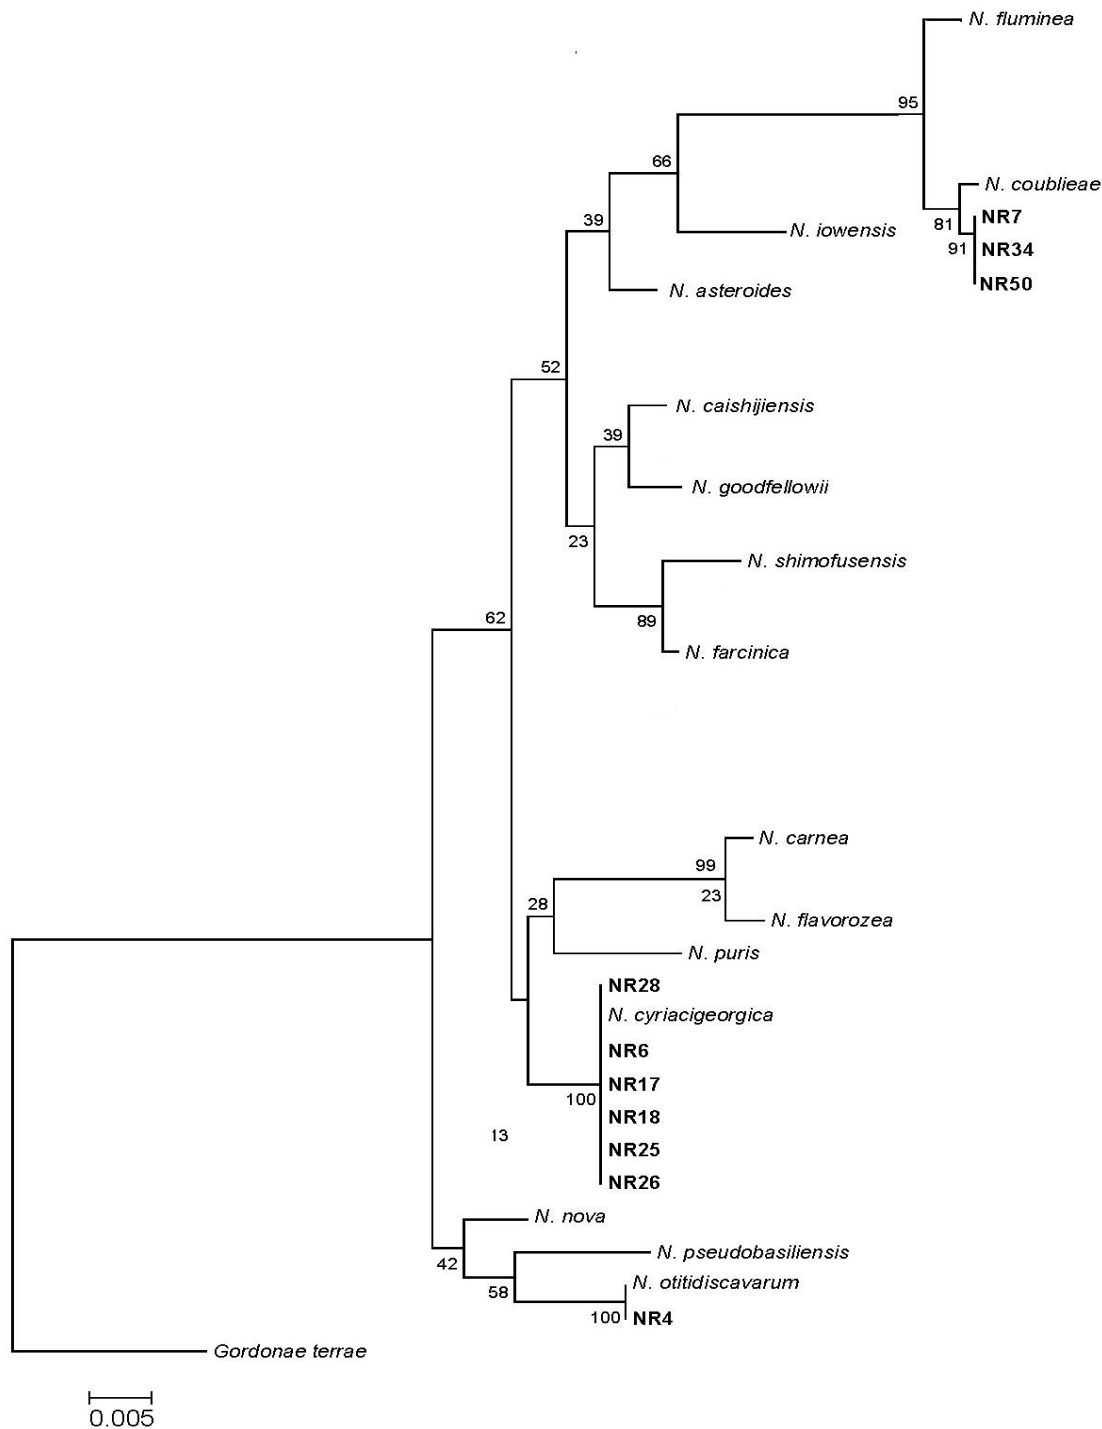 N. fluminea
95
66
N. coublieae
NR7
81
39
N. iowensis
91
NR34
NR50
N. asteroides
52
N. caishijiensis
39
N. goodfellowii
23
N. shimofusensis
62
89
N. farcinica
N. carnea
99
23
28
N. flavorozea
N. puris
NR28
N. cyriacigeorgica
NR6
NR17
100
NR18
13
NR25
NR26
N. nova
42
N. pseudobasiliensis
58
N. otitidiscavarum
100
NR4
Gordonae terrae
0.005